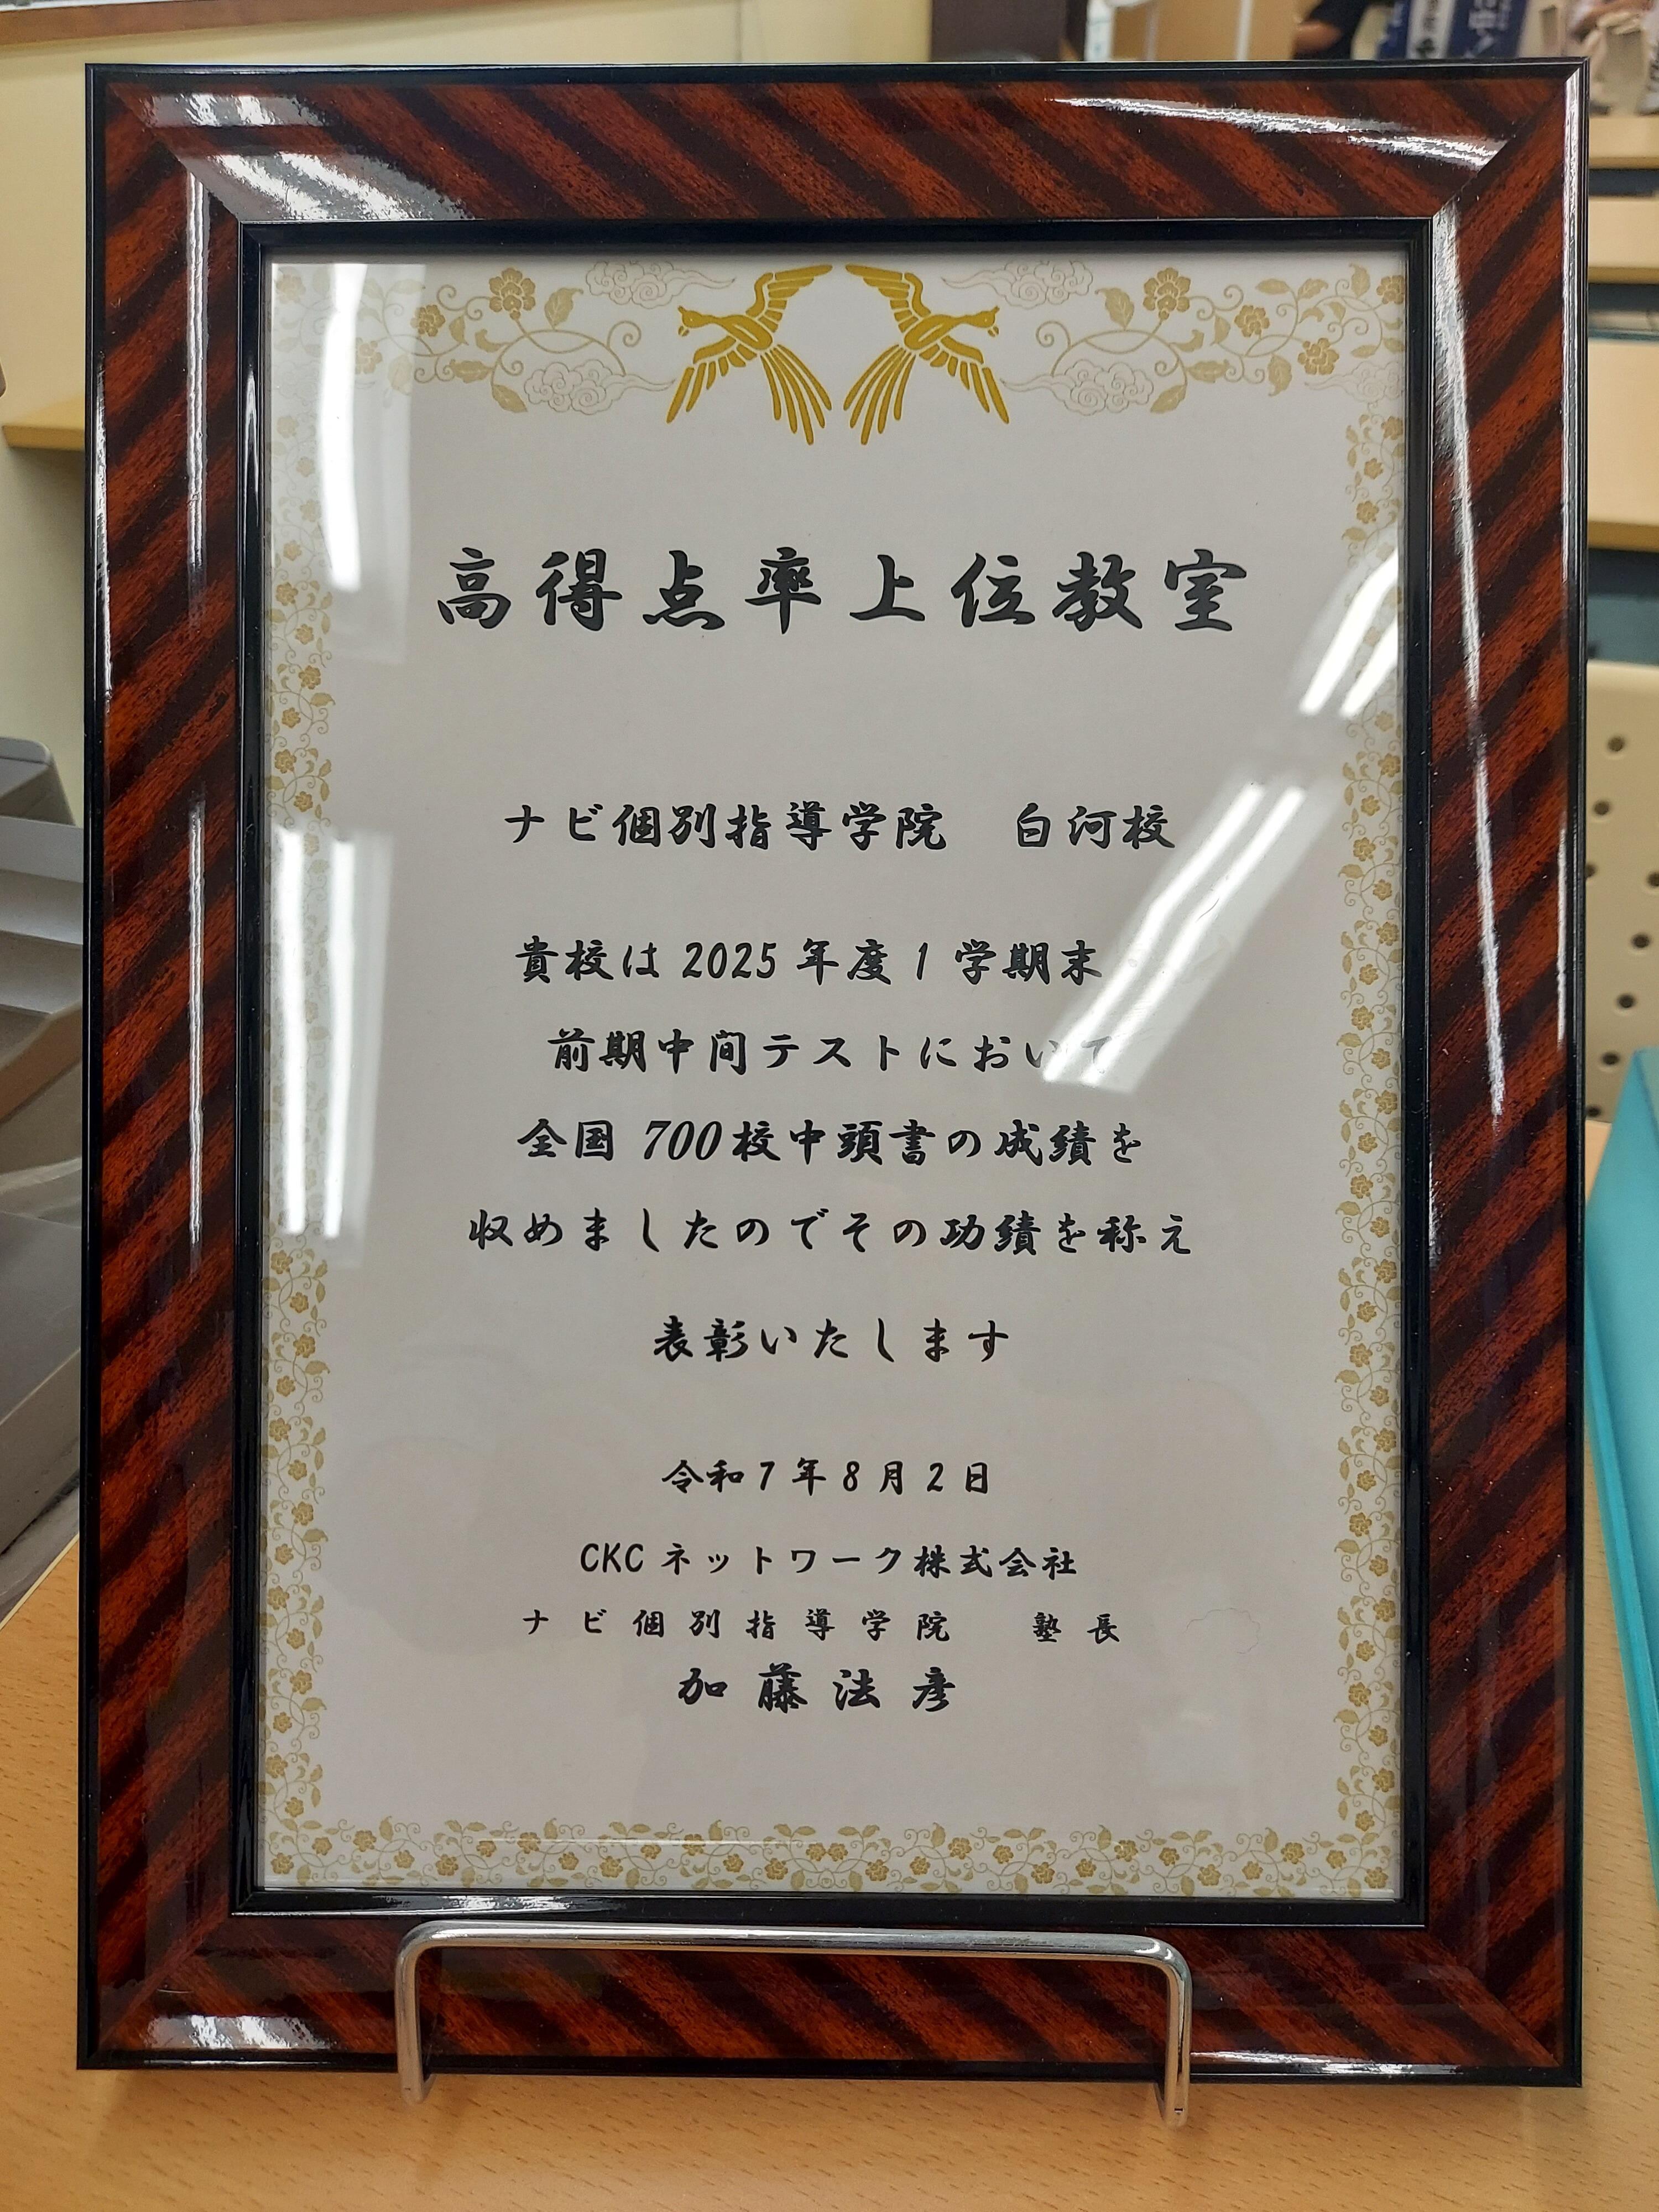 高得点率上位教室
ナビ個別指導学院　白河校
貴校は 2025 年度 1 学期末
前期中間テストにおいて
全国 700校中頭書の成績を
収めましたのでその功績を称え
表彰いたします
令和7年8月2日
CKCネットワーク株式会社
ナビ個別指導学院　塾長
加藤法彦